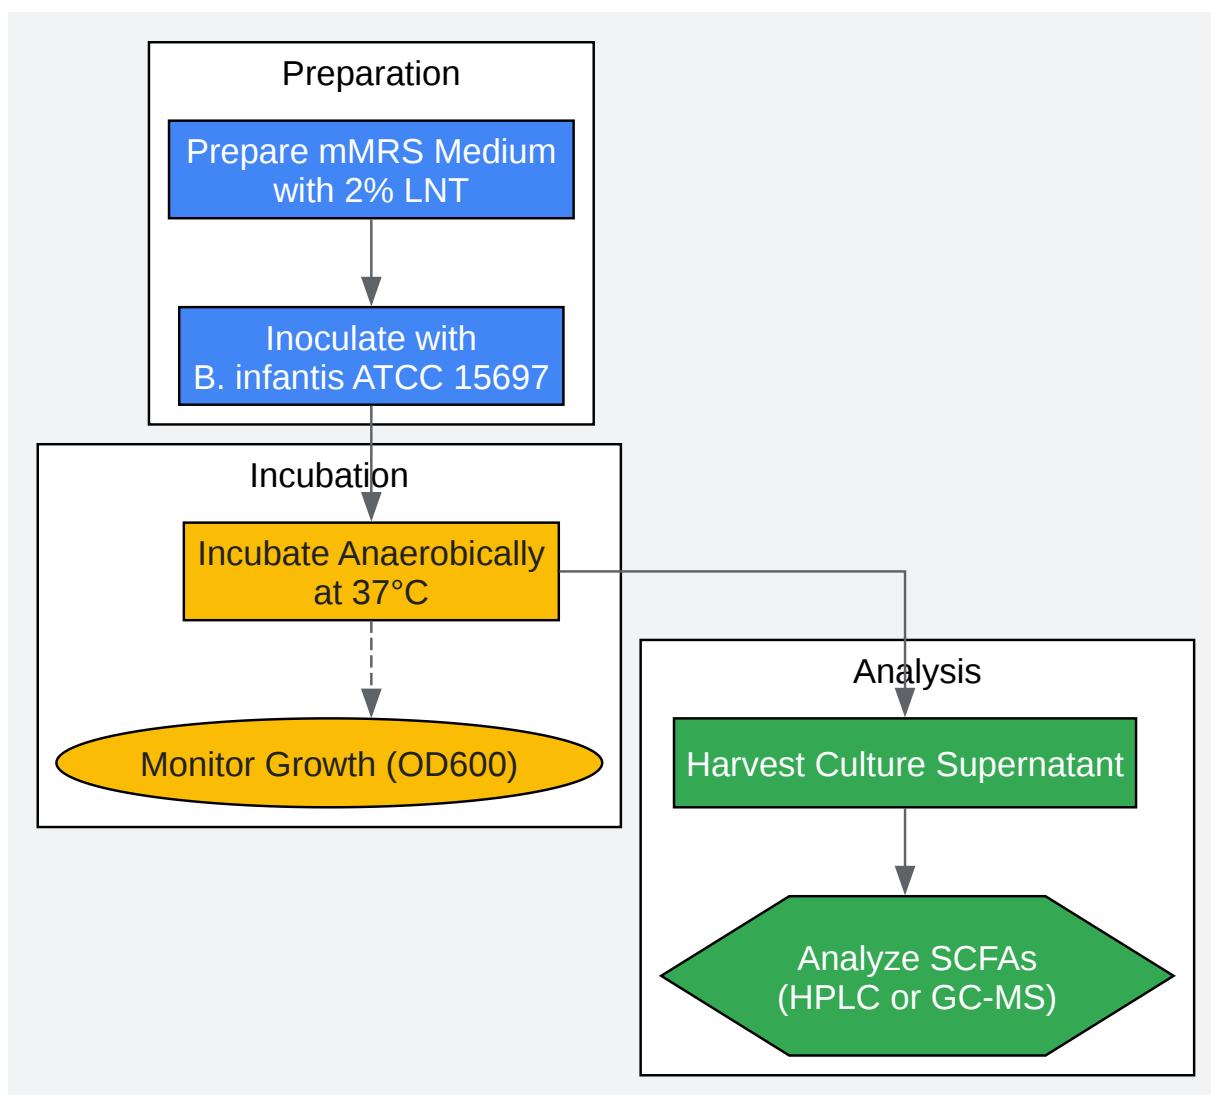 Preparation
Prepare mMRS Medium
with 2% LNT
Inoculate with
B. infantis ATCC 15697
Incubation
Incubate Anaerobically
at 37°C
Monitor Growth (OD600)
Analysis
Harvest Culture Supernatant
Analyze SCFAs
(HPLC or GC-MS)